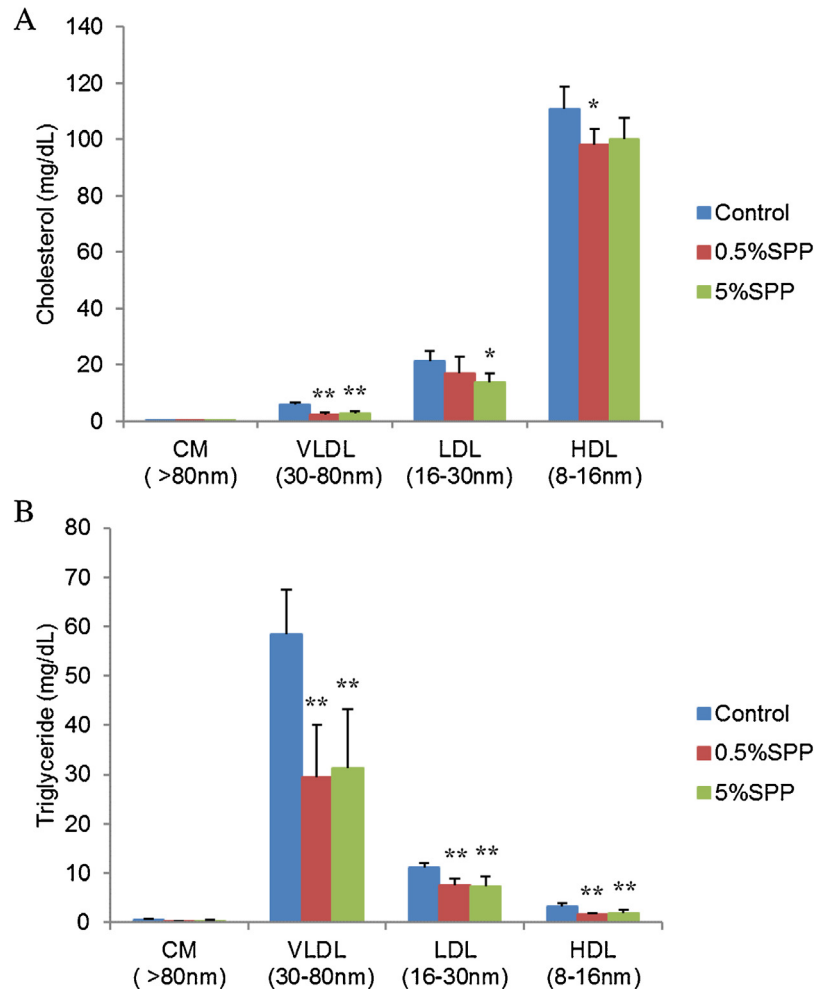 A
Cholesterol (mg/dL)
140
120
100
80
60
40
20
0
** **
*
*
CM
( >80nm)
VLDL
(30-80nm)
LDL
(16-30nm)
HDL
(8-16nm)
Control
0.5%SPP
5%SPP
B
Triglyceride (mg/dL)
80
70
60
50
40
30
20
10
0
** **
** **
** **
CM
( >80nm)
VLDL
(30-80nm)
LDL
(16-30nm)
HDL
(8-16nm)
Control
0.5%SPP
5%SPP